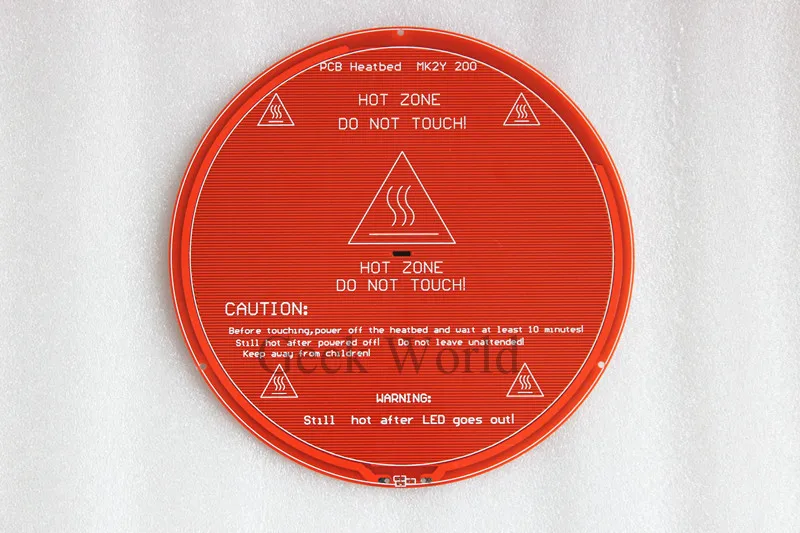 PCB Heatbed MK2Y 200
HOT ZONE
DO NOT TOUCH!
HOT ZONE
DO NOT TOUCH!
CAUTION:
Before touching,power off the heatbed and wait at least 10 minutes!
Still hot after powered off! Do not leave unattended!
Keep away from children!
Geek World
WARNING:
Still hot after LED goes out!